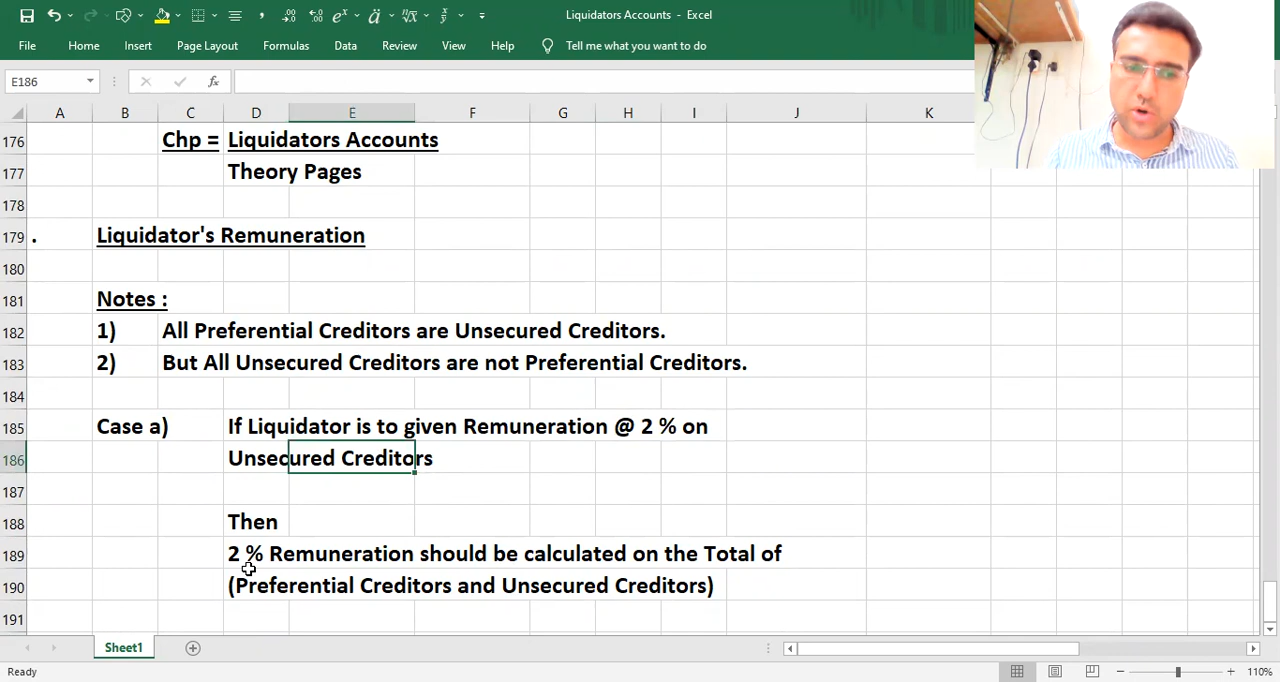 Liquidators Accounts - Excel
File Home Insert Page Layout Formulas Data Review View Help Tell me what you want to do
E186 fx
A B C D E F G H I J K
176 Chp = Liquidators Accounts
177 Theory Pages
178
179 . Liquidator's Remuneration
180
181 Notes :
182 1) All Preferential Creditors are Unsecured Creditors.
183 2) But All Unsecured Creditors are not Preferential Creditors.
184
185 Case a) If Liquidator is to given Remuneration @ 2 % on
186 Unsecured Creditors
187
188 Then
189 2 % Remuneration should be calculated on the Total of
190 (Preferential Creditors and Unsecured Creditors)
191
Sheet1
Ready 110%